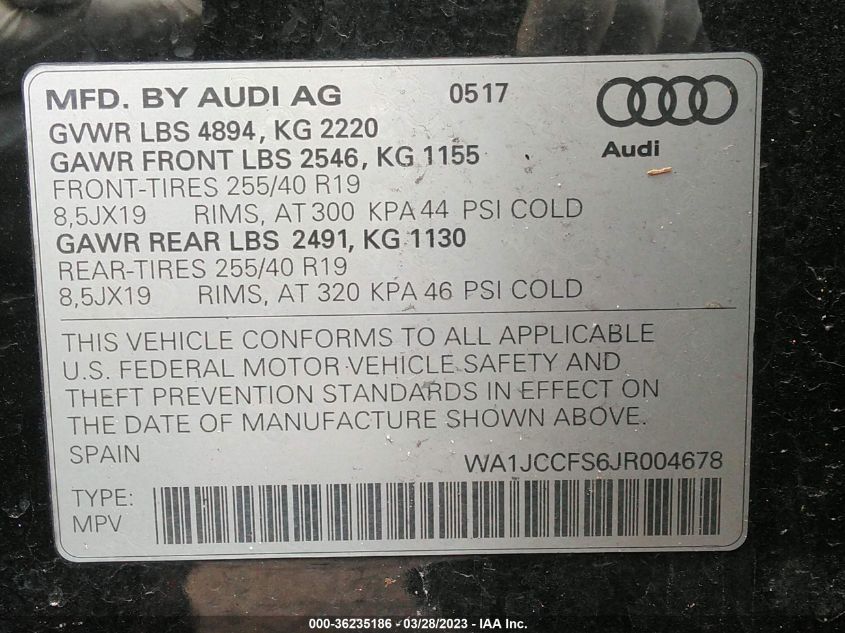 MFD. BY AUDI AG 0517
Audi
GVWR LBS 4894, KG 2220
GAWR FRONT LBS 2546, KG 1155
FRONT-TIRES 255/40 R19
8,5JX19 RIMS, AT 300 KPA 44 PSI COLD
GAWR REAR LBS 2491, KG 1130
REAR-TIRES 255/40 R19
8,5JX19 RIMS, AT 320 KPA 46 PSI COLD
THIS VEHICLE CONFORMS TO ALL APPLICABLE
U.S. FEDERAL MOTOR VEHICLE SAFETY AND
THEFT PREVENTION STANDARDS IN EFFECT ON
THE DATE OF MANUFACTURE SHOWN ABOVE.
SPAIN WA1JCCFS6JR004678
TYPE:
MPV
000-36235186 - 03/28/2023 - IAA Inc.